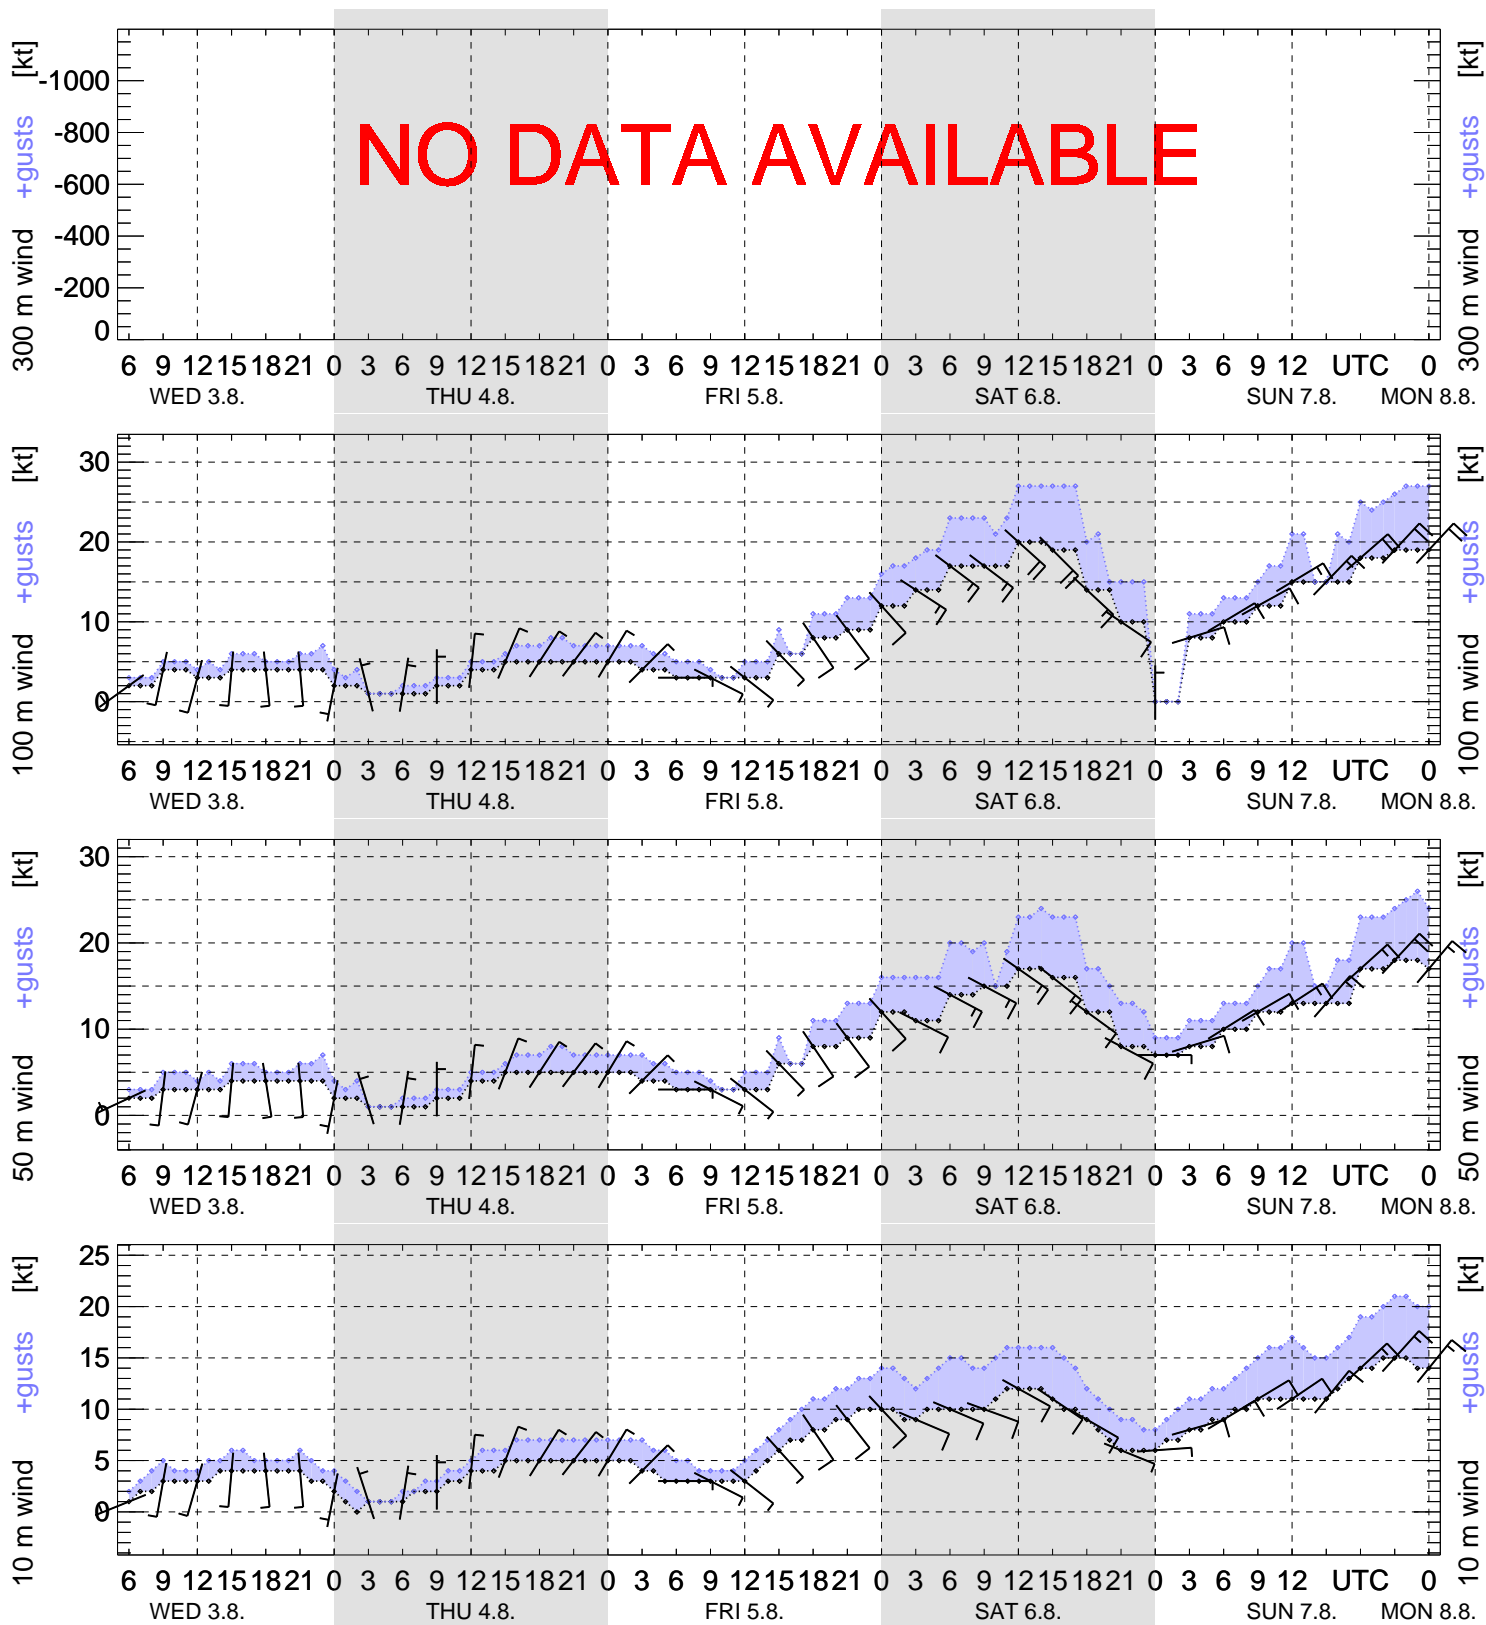 300 m wind +gusts [kt]
-1000
-800
-600
-400
-200
0
NO DATA AVAILABLE
300 m wind +gusts [kt]
6 9 12 15 18 21 0 3 6 9 12 15 18 21 0 3 6 9 12 15 18 21 0 3 6 9 12 15 18 21 0 3 6 9 12 UTC 0
WED 3.8. THU 4.8. FRI 5.8. SAT 6.8. SUN 7.8. MON 8.8.
100 m wind +gusts [kt]
30
20
10
0
100 m wind +gusts [kt]
6 9 12 15 18 21 0 3 6 9 12 15 18 21 0 3 6 9 12 15 18 21 0 3 6 9 12 15 18 21 0 3 6 9 12 UTC 0
WED 3.8. THU 4.8. FRI 5.8. SAT 6.8. SUN 7.8. MON 8.8.
50 m wind +gusts [kt]
30
20
10
0
50 m wind +gusts [kt]
6 9 12 15 18 21 0 3 6 9 12 15 18 21 0 3 6 9 12 15 18 21 0 3 6 9 12 15 18 21 0 3 6 9 12 UTC 0
WED 3.8. THU 4.8. FRI 5.8. SAT 6.8. SUN 7.8. MON 8.8.
10 m wind +gusts [kt]
25
20
15
10
5
0
10 m wind +gusts [kt]
6 9 12 15 18 21 0 3 6 9 12 15 18 21 0 3 6 9 12 15 18 21 0 3 6 9 12 15 18 21 0 3 6 9 12 UTC 0
WED 3.8. THU 4.8. FRI 5.8. SAT 6.8. SUN 7.8. MON 8.8.